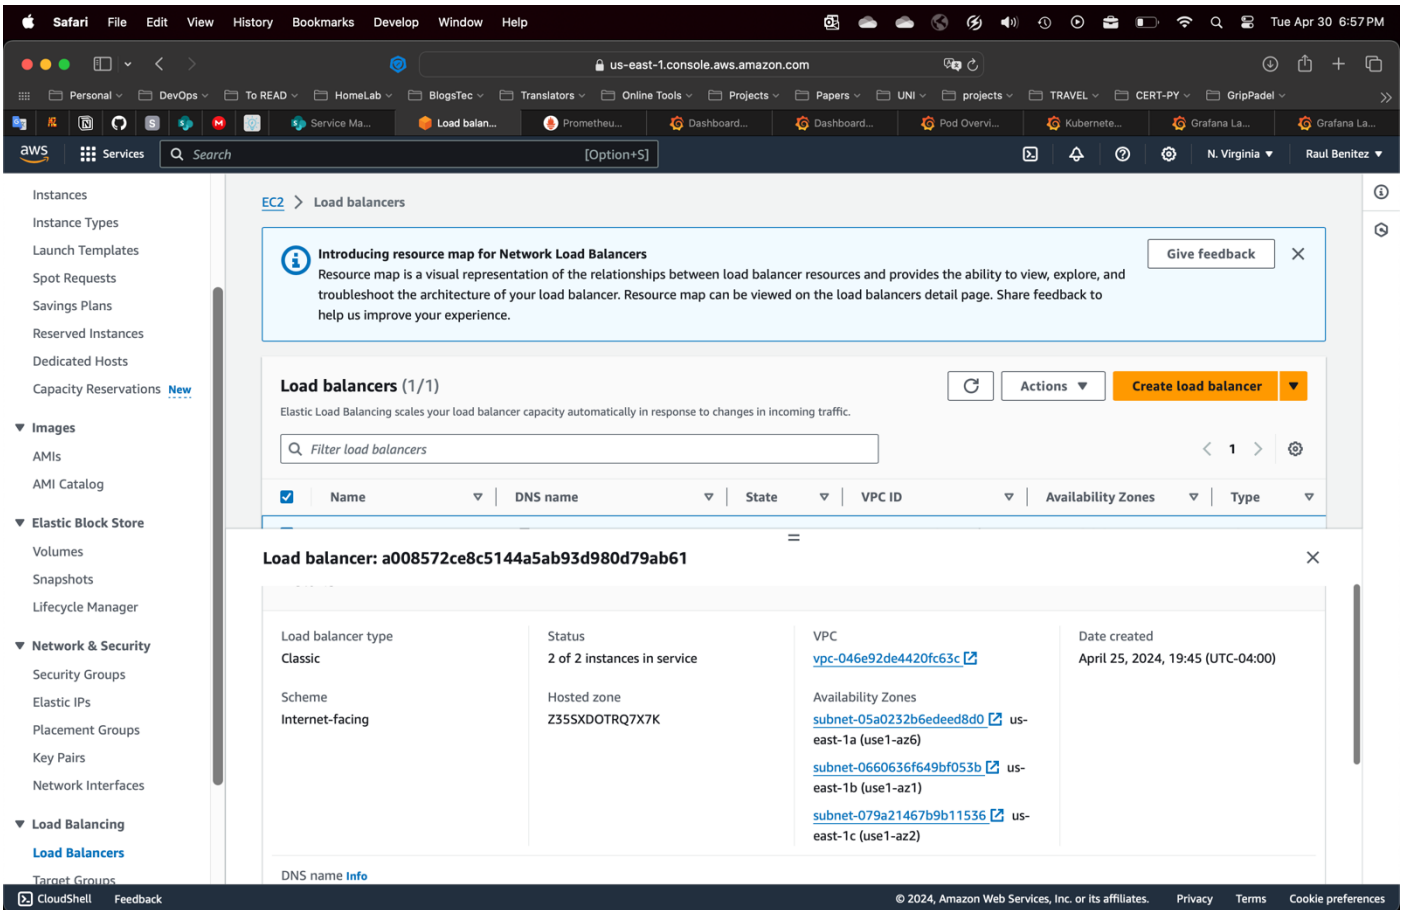 Safari File Edit View History Bookmarks Develop Window Help Tue Apr 30 6:57 PM
us-east-1.console.aws.amazon.com
Personal DevOps To READ HomeLab BlogsTec Translators Online Tools Projects Papers UNI projects TRAVEL CERT-PY GripPadel
Service Ma... Load balan... Prometheu... Dashboard... Dashboard... Pod Overvi... Kubernete... Grafana La... Grafana La...
aws Services Search [Option+S] N. Virginia Raul Benitez
Instances
Instance Types
Launch Templates
Spot Requests
Savings Plans
Reserved Instances
Dedicated Hosts
Capacity Reservations New
Images
AMIs
AMI Catalog
Elastic Block Store
Volumes
Snapshots
Lifecycle Manager
Network & Security
Security Groups
Elastic IPs
Placement Groups
Key Pairs
Network Interfaces
Load Balancing
Load Balancers
Target Groups
EC2 > Load balancers
Introducing resource map for Network Load Balancers
Resource map is a visual representation of the relationships between load balancer resources and provides the ability to view, explore, and
troubleshoot the architecture of your load balancer. Resource map can be viewed on the load balancers detail page. Share feedback to
help us improve your experience.
Give feedback
Load balancers (1/1)
Actions
Create load balancer
Elastic Load Balancing scales your load balancer capacity automatically in response to changes in incoming traffic.
Filter load balancers
1
Name DNS name State VPC ID Availability Zones Type
Load balancer: a008572ce8c5144a5ab93d980d79ab61
Load balancer type
Classic
Scheme
Internet-facing
Status
2 of 2 instances in service
Hosted zone
Z35SXDOTRQ7X7K
VPC
vpc-046e92de4420fc63c
Availability Zones
subnet-05a0232b6edeed8d0 us-
east-1a (use1-az6)
subnet-0660636f649bf053b us-
east-1b (use1-az1)
subnet-079a21467b9b11536 us-
east-1c (use1-az2)
Date created
April 25, 2024, 19:45 (UTC-04:00)
DNS name Info
CloudShell Feedback © 2024, Amazon Web Services, Inc. or its affiliates. Privacy Terms Cookie preferences